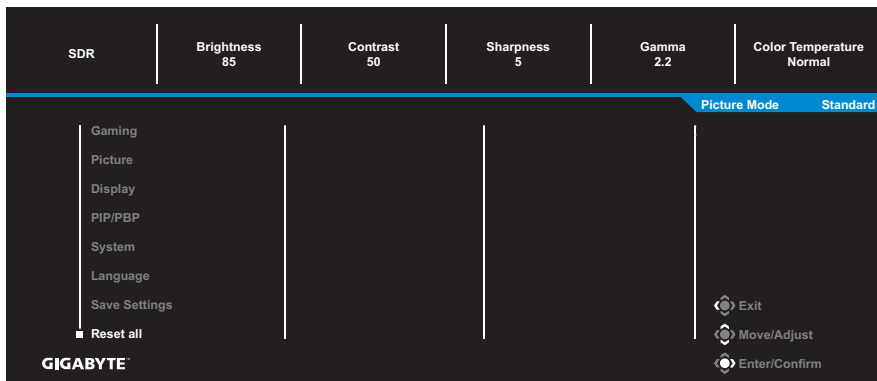 SDR
Brightness
85
Contrast
50
Sharpness
5
Gamma
2.2
Color Temperature
Normal
Picture Mode Standard
Gaming
Picture
Display
PIP/PBP
System
Language
Save Settings
Reset all
Exit
Move/Adjust
Enter/Confirm
GIGABYTE™